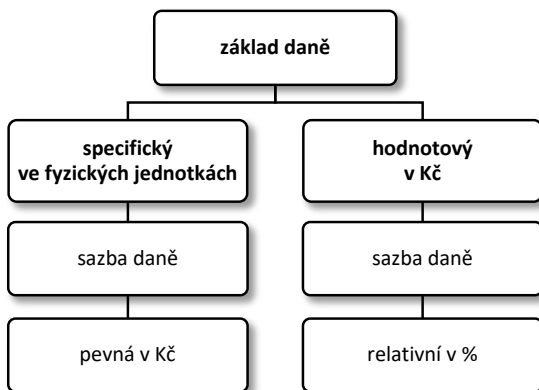 základ daně
specifický
ve fyzických jednotkách
hodnotový
v Kč
sazba daně
sazba daně
pevná v Kč
relativní v %